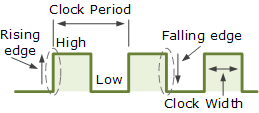 Clock Period
Rising
edge
High
Falling edge
Low
Clock Width